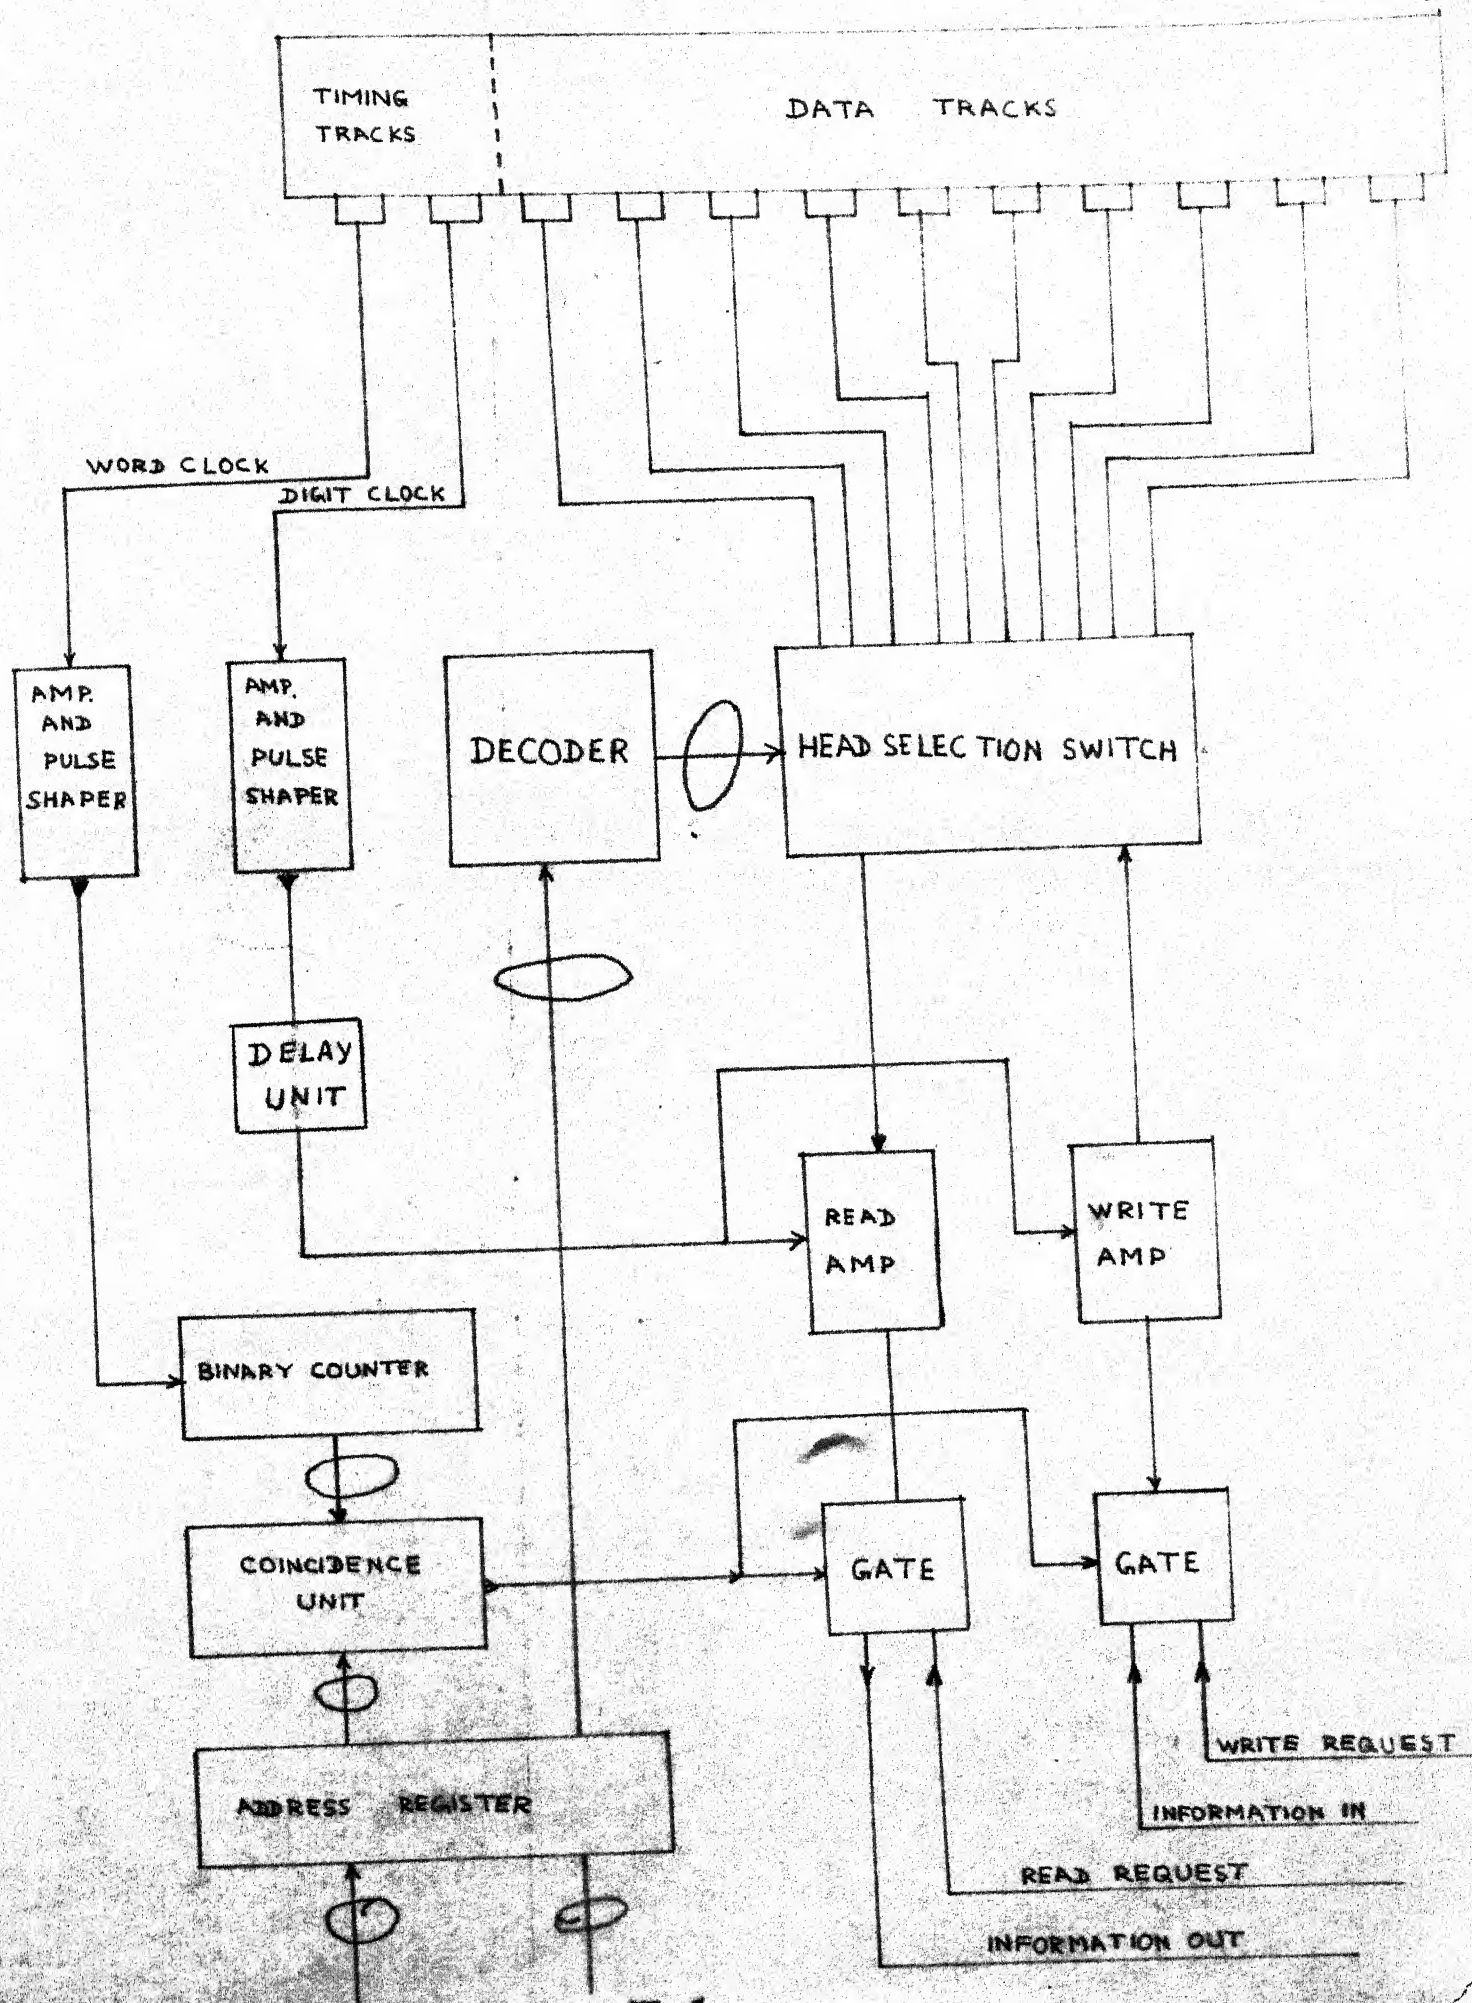 TIMING
TRACKS
DATA TRACKS
WORD CLOCK
DIGIT CLOCK
AMP.
AND
PULSE
SHAPER
AMP.
AND
PULSE
SHAPER
DECODER
HEAD SELECTION SWITCH
DELAY
UNIT
READ
AMP
WRITE
AMP
BINARY COUNTER
COINCIDENCE
UNIT
GATE
GATE
ADDRESS REGISTER
WRITE REQUEST
INFORMATION IN
READ REQUEST
INFORMATION OUT